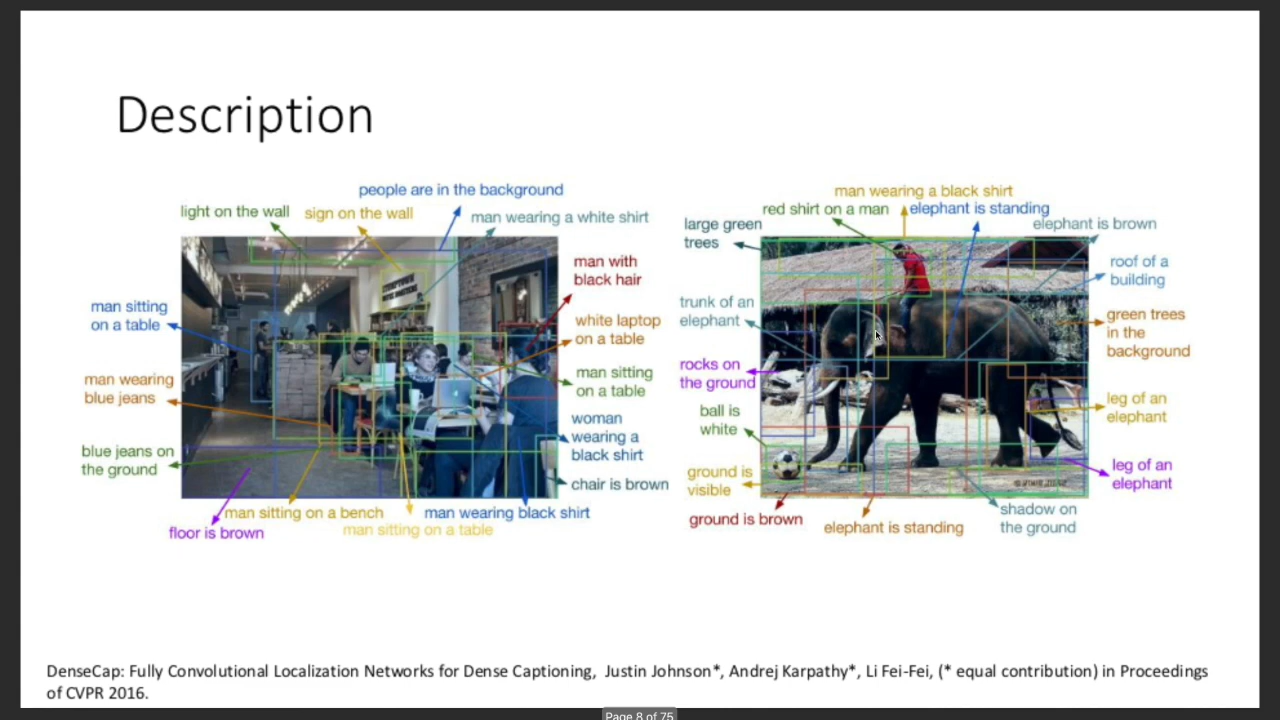 Description
people are in the background
light on the wall
sign on the wall
man wearing a white shirt
man with
black hair
man sitting
on a table
white laptop
on a table
man sitting
on a table
man wearing
blue jeans
woman
wearing a
black shirt
blue jeans on
the ground
chair is brown
man sitting on a bench
man wearing black shirt
floor is brown
man sitting on a table
man wearing a black shirt
red shirt on a man
elephant is standing
large green
trees
elephant is brown
roof of a
building
trunk of an
elephant
green trees
in the
background
rocks on
the ground
leg of an
elephant
ball is
white
leg of an
elephant
ground is
visible
ground is brown
elephant is standing
shadow on
the ground
DenseCap: Fully Convolutional Localization Networks for Dense Captioning, Justin Johnson*, Andrej Karpathy*, Li Fei-Fei, (* equal contribution) in Proceedings
of CVPR 2016.
Page 8 of 75